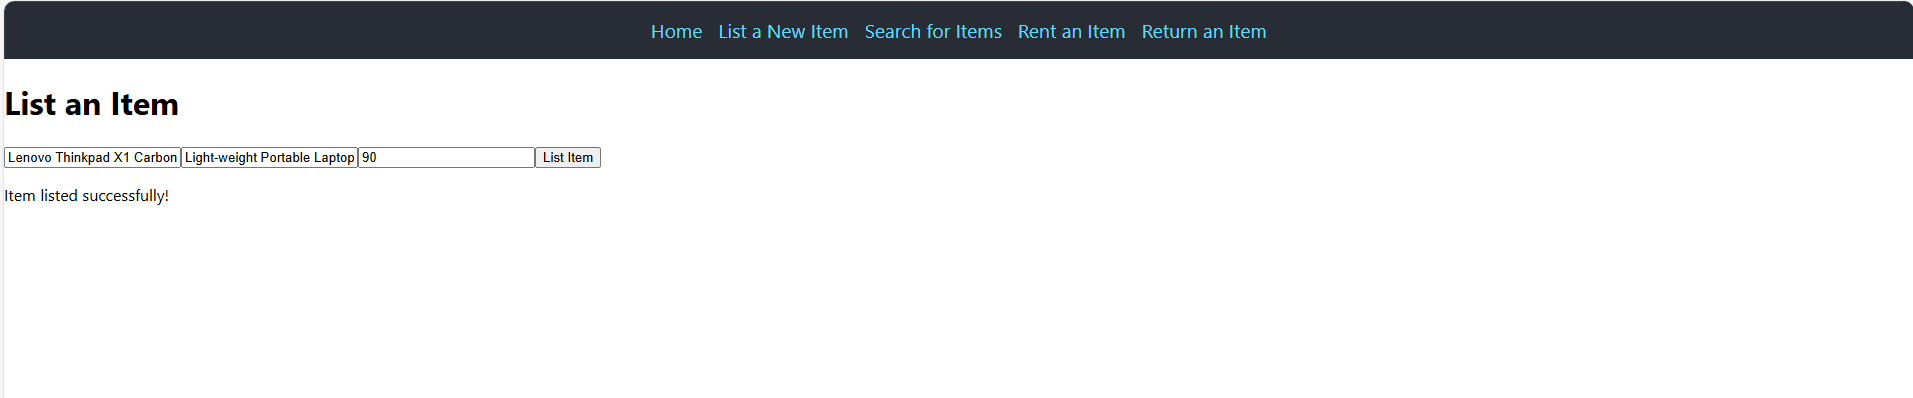 Home List a New Item Search for Items Rent an Item Return an Item
List an Item
Lenovo Thinkpad X1 Carbon Light-weight Portable Laptop 90 List Item
Item listed successfully!